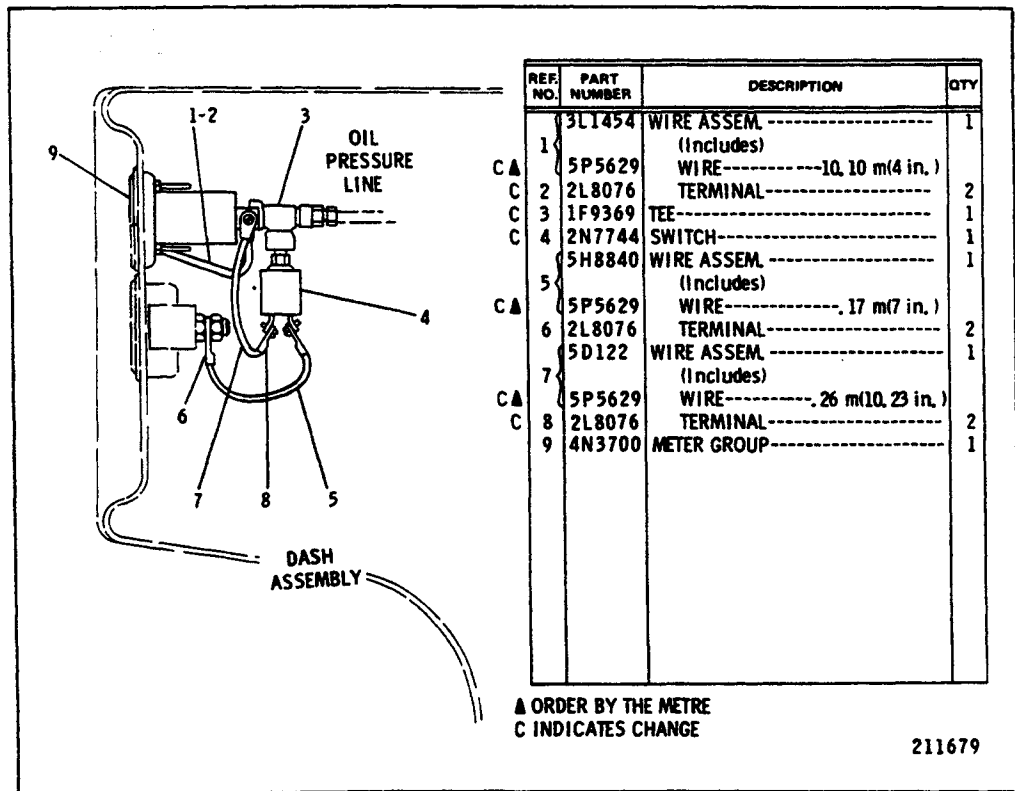 1-2
3
9
OIL
PRESSURE
LINE
4
6
7
8
5
DASH
ASSEMBLY
REF. NO. PART NUMBER DESCRIPTION QTY
3L1454 WIRE ASSEM. -------------------- 1
1 (Includes)
C ▲ 5P5629 WIRE-----------10.10 m(4 in.)
C 2 2L8076 TERMINAL----------------- 2
C 3 1F9369 TEE-------------------------- 1
C 4 2N7744 SWITCH----------------------- 1
5H8840 WIRE ASSEM. ------------------- 1
5 (Includes)
C ▲ 5P5629 WIRE-------------.17 m(7 in.)
6 2L8076 TERMINAL------------------ 2
5D122 WIRE ASSEM. ------------------- 1
7 (Includes)
C ▲ 5P5629 WIRE----------.26 m(10.23 in.)
C 8 2L8076 TERMINAL------------------ 2
9 4N3700 METER GROUP------------------ 1
▲ ORDER BY THE METRE
C INDICATES CHANGE
211679